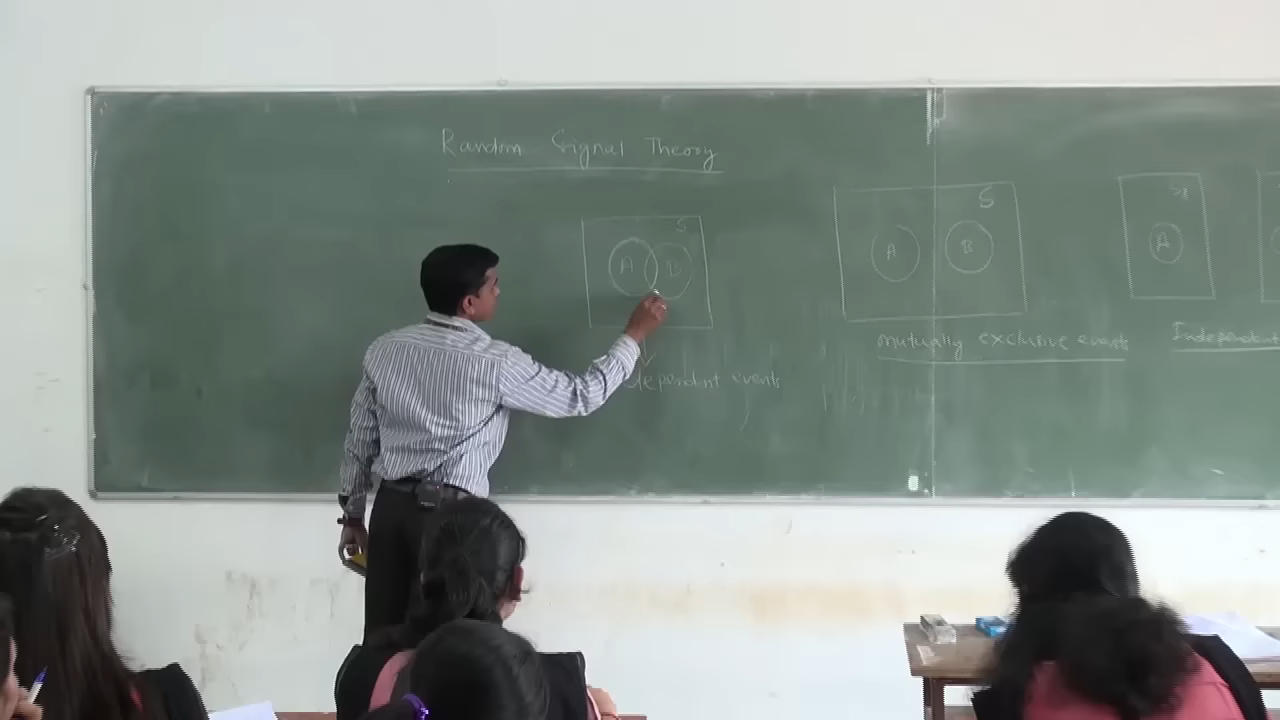 Random Signal Theory
S
A B
dependent events
S
A B
mutually exclusive events
A
Independent